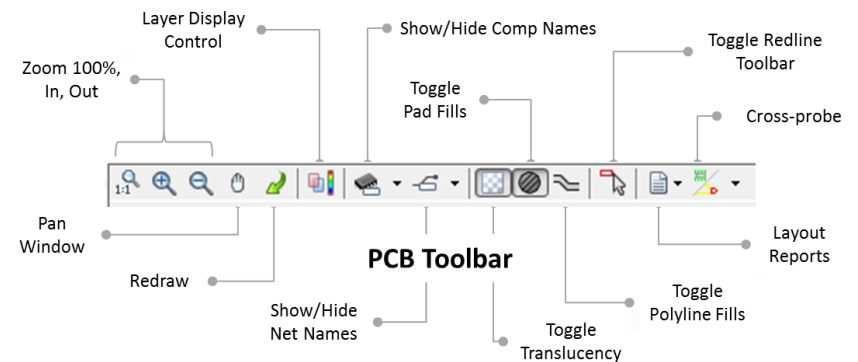 Layer Display
Control
Show/Hide Comp Names
Toggle Redline
Toolbar
Zoom 100%,
In, Out
Toggle
Pad Fills
Cross-probe
1:1
Pan
Window
PCB Toolbar
Layout
Reports
Redraw
Show/Hide
Net Names
Toggle
Polyline Fills
Toggle
Translucency